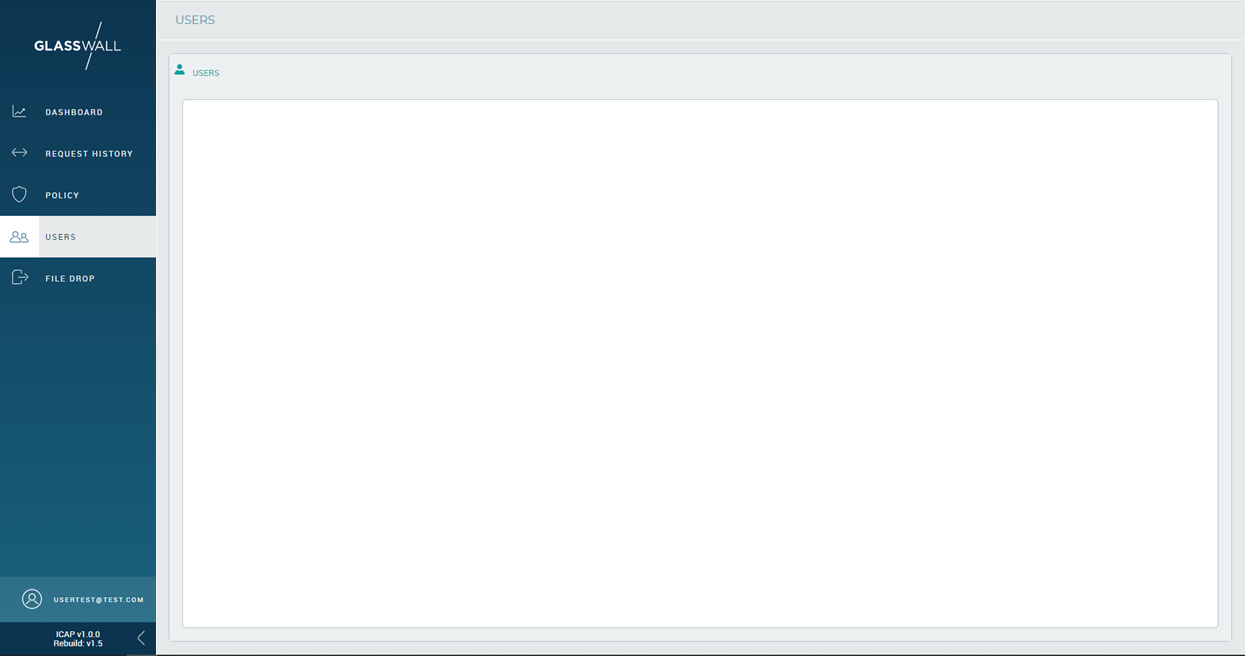 GLASSWALL
USERS
USERS
DASHBOARD
REQUEST HISTORY
POLICY
USERS
FILE DROP
USERTEST@TEST.COM
ICAP v1.0.0
Rebuild: v1.5